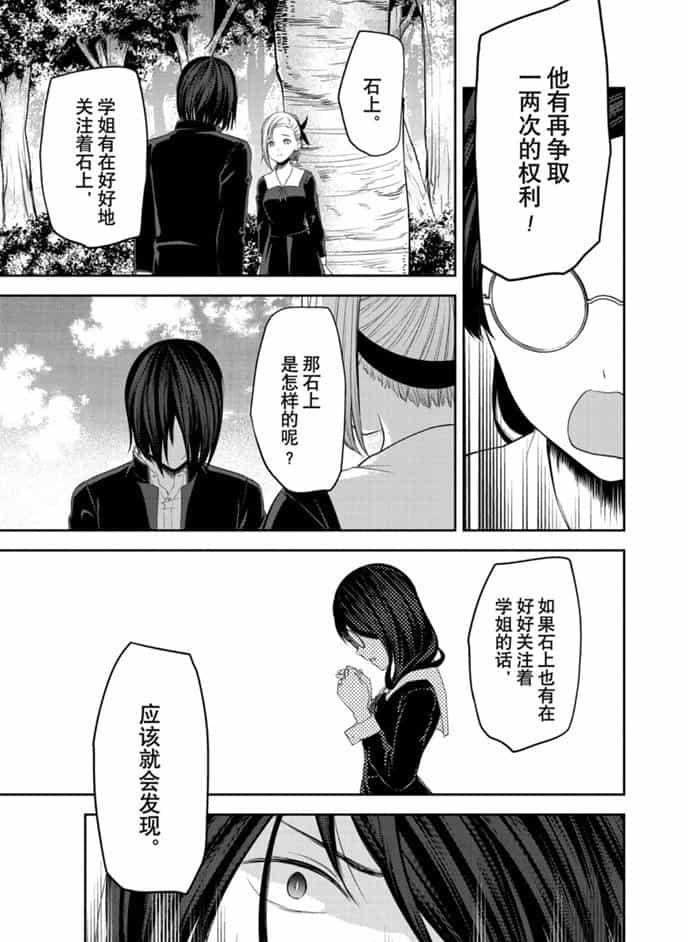 他有再争取
一两次的权利！
石上。
学姐有在好好地
关注着石上，
那石上
是怎样的呢？
如果石上也有在
好好关注着
学姐的话，
应该就会发现。